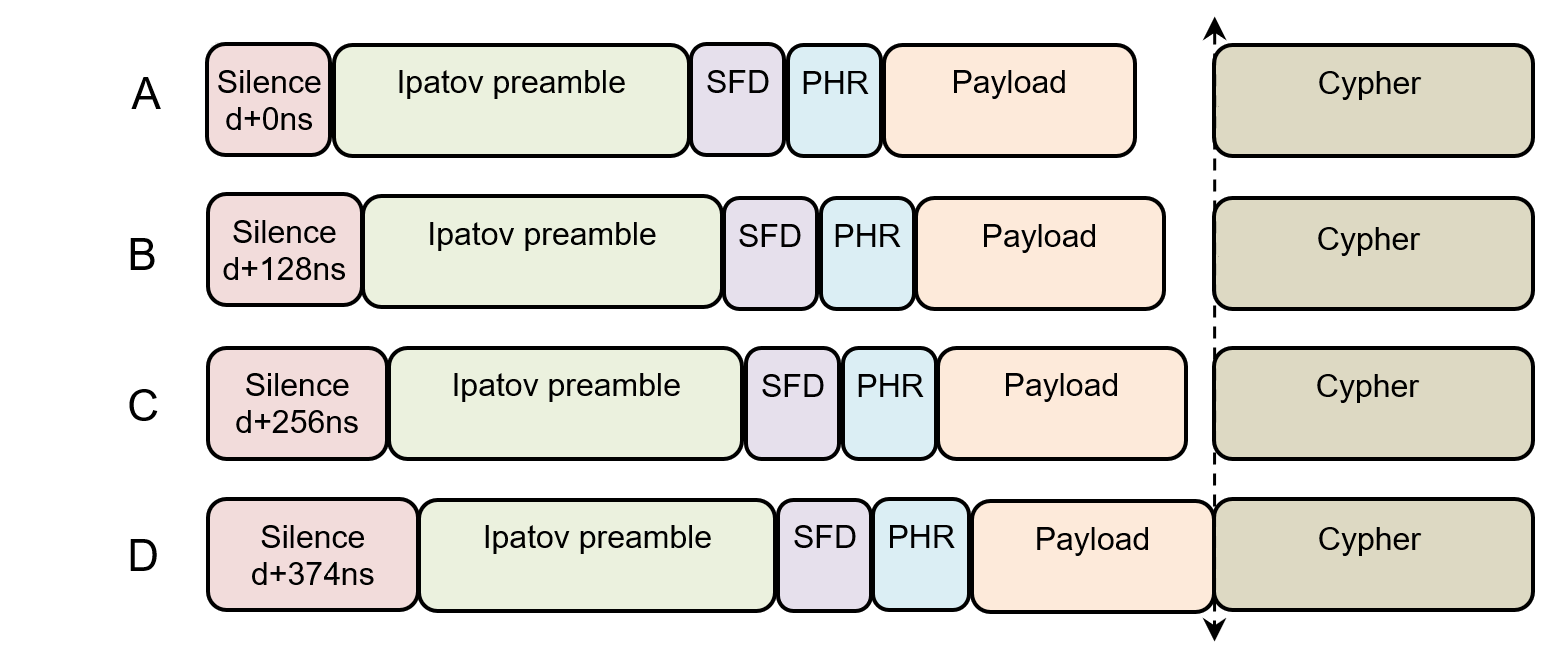 A
Silence
d+0ns
Ipatov preamble
SFD
PHR
Payload
Cypher
B
Silence
d+128ns
Ipatov preamble
SFD
PHR
Payload
Cypher
C
Silence
d+256ns
Ipatov preamble
SFD
PHR
Payload
Cypher
D
Silence
d+374ns
Ipatov preamble
SFD
PHR
Payload
Cypher